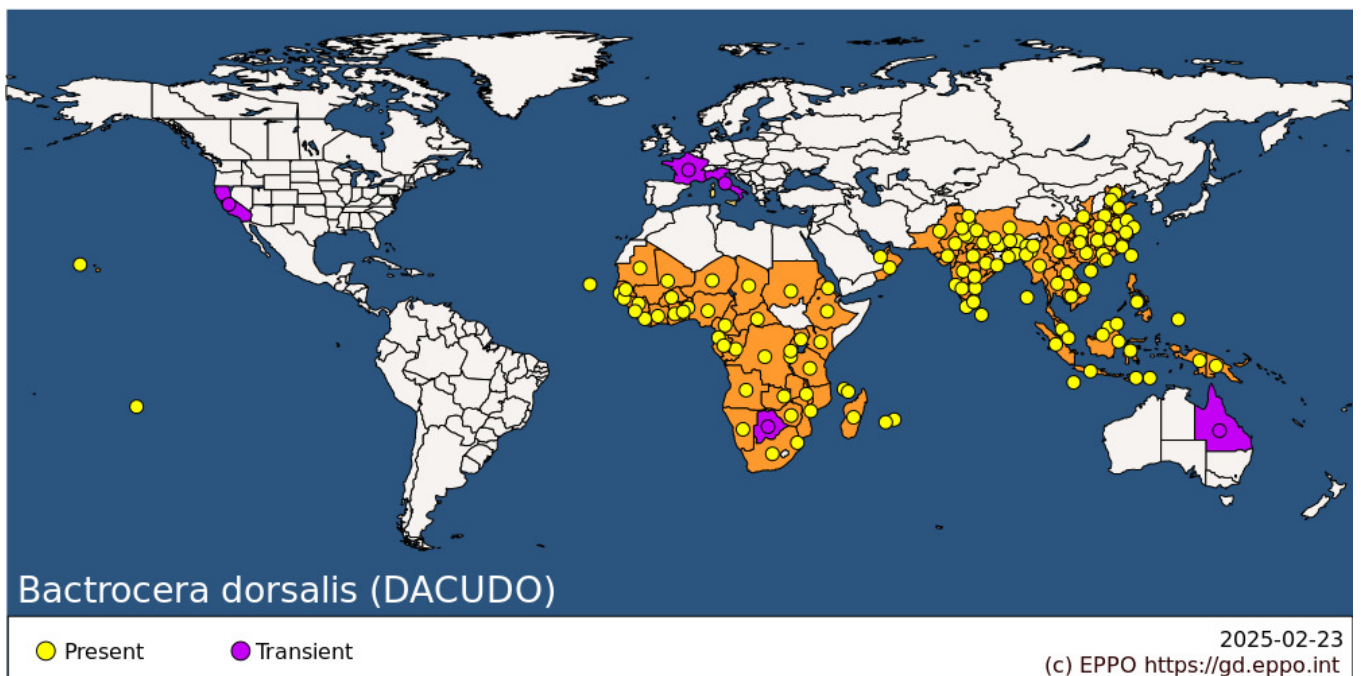 Bactrocera dorsalis (DACUDO)
Present
Transient
2025-02-23
(c) EPPO https://gd.eppo.int